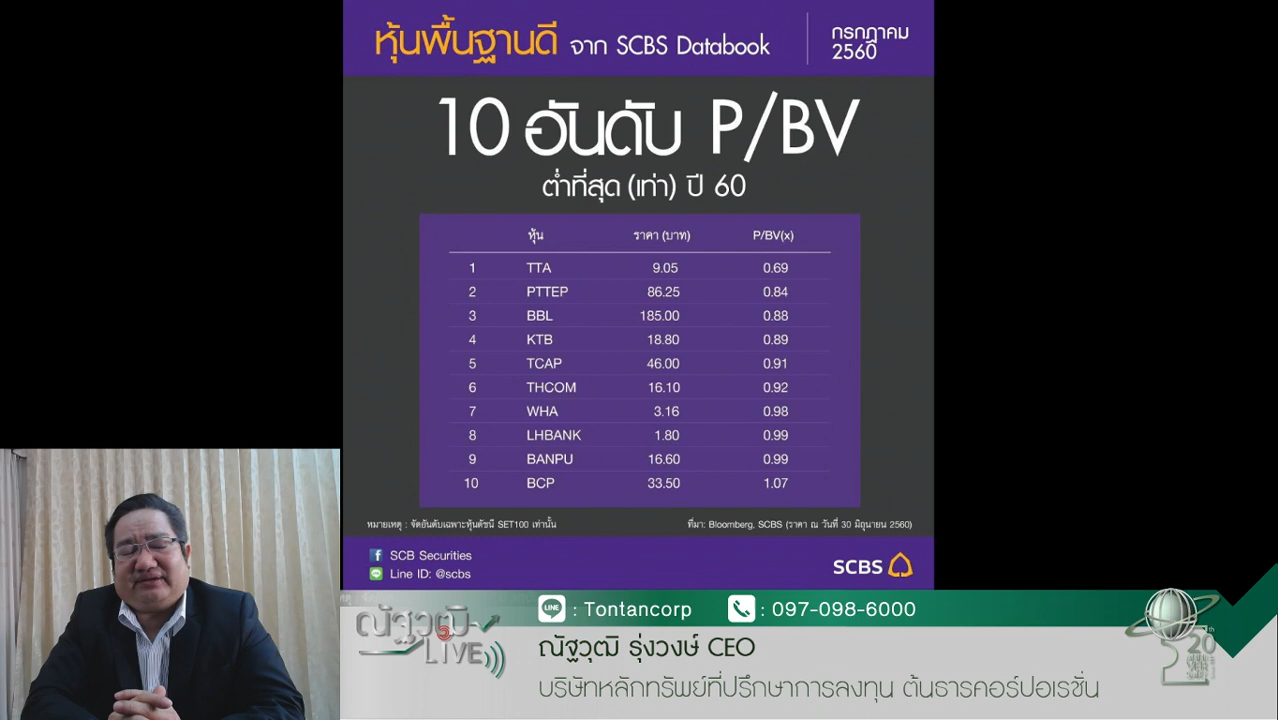 หุ้นพื้นฐานดี จาก SCBS Databook
กรกฎาคม
2560
10 อันดับ P/BV
ต่ำที่สุด (เท่า) ปี 60
หุ้น ราคา (บาท) P/BV(x)
1 TTA 9.05 0.69
2 PTTEP 86.25 0.84
3 BBL 185.00 0.88
4 KTB 18.80 0.89
5 TCAP 46.00 0.91
6 THCOM 16.10 0.92
7 WHA 3.16 0.98
8 LHBANK 1.80 0.99
9 BANPU 16.60 0.99
10 BCP 33.50 1.07
หมายเหตุ : จัดอันดับเฉพาะหุ้นดัชนี SET100 เท่านั้น
ที่มา: Bloomberg, SCBS (ราคา ณ วันที่ 30 มิถุนายน 2560)
SCB Securities
Line ID: @scbs
SCBS
LINE : Tontancorp : 097-098-6000
ณัฐวุฒิ
LIVE
ณัฐวุฒิ รุ่งวงษ์ CEO
บริษัทหลักทรัพย์ที่ปรึกษาการลงทุน ต้นธารคอร์ปอเรชั่น
20th